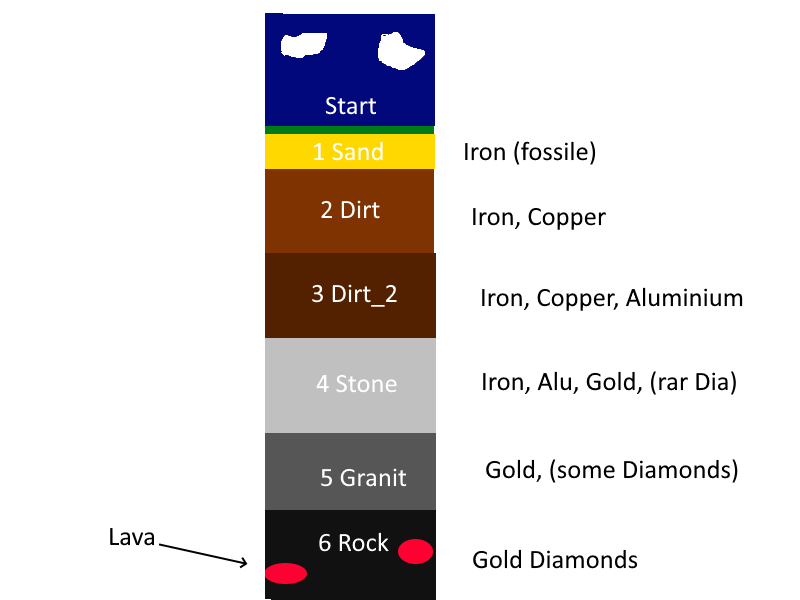 Start
1 Sand
Iron (fossile)
2 Dirt
Iron, Copper
3 Dirt_2
Iron, Copper, Aluminium
4 Stone
Iron, Alu, Gold, (rar Dia)
5 Granit
Gold, (some Diamonds)
Lava
6 Rock
Gold Diamonds